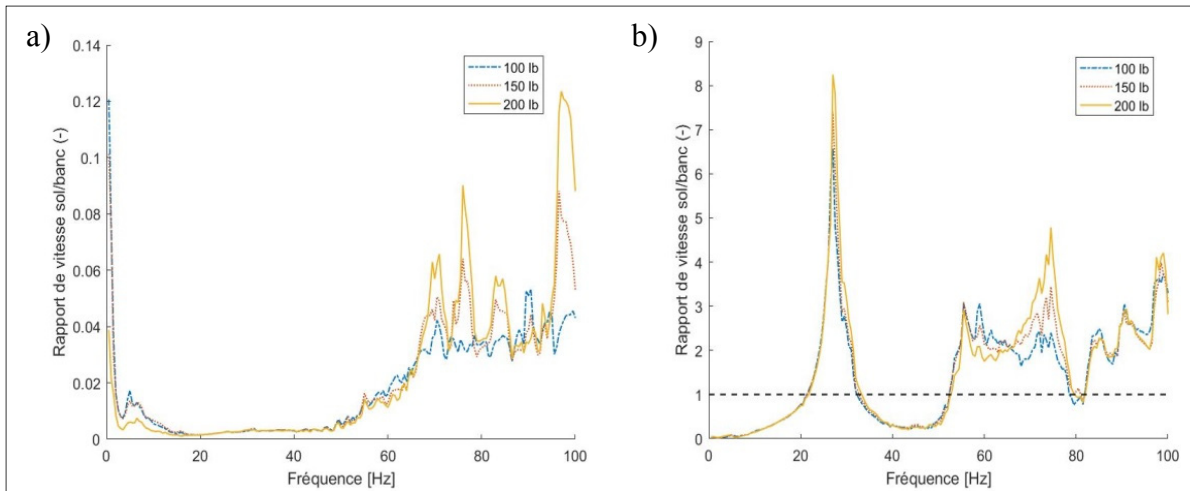 a)
0.14
0.12
0.1
0.08
0.06
0.04
0.02
0
Rapport de vitesse sol/banc (-)
100 lb
150 lb
200 lb
0 20 40 60 80 100
Fréquence [Hz]
b)
9
8
7
6
5
4
3
2
1
0
Rapport de vitesse sol/banc (-)
100 lb
150 lb
200 lb
0 20 40 60 80 100
Fréquence [Hz]